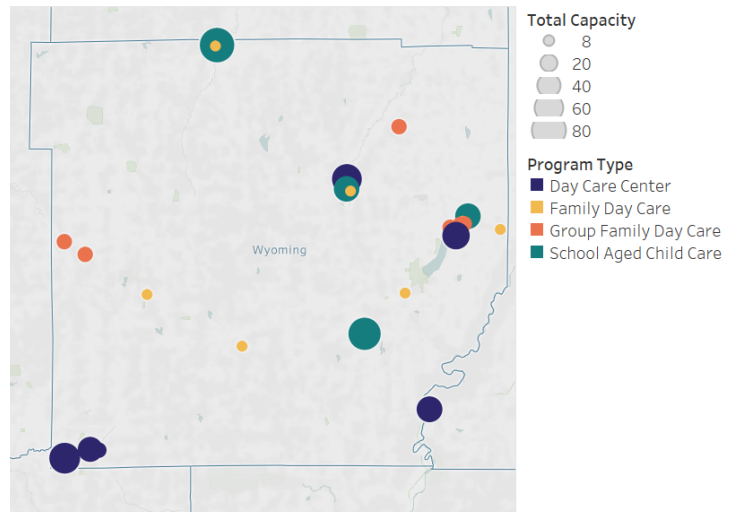 Total Capacity
8
20
40
60
80
Program Type
Day Care Center
Family Day Care
Group Family Day Care
School Aged Child Care
Wyoming